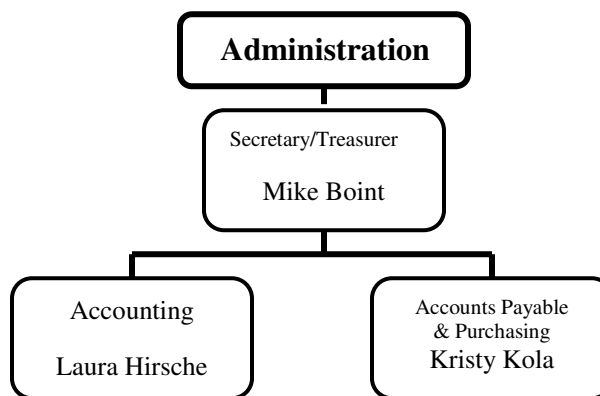 Administration
Secretary/Treasurer
Mike Boint
Accounting
Laura Hirsche
Accounts Payable
& Purchasing
Kristy Kola